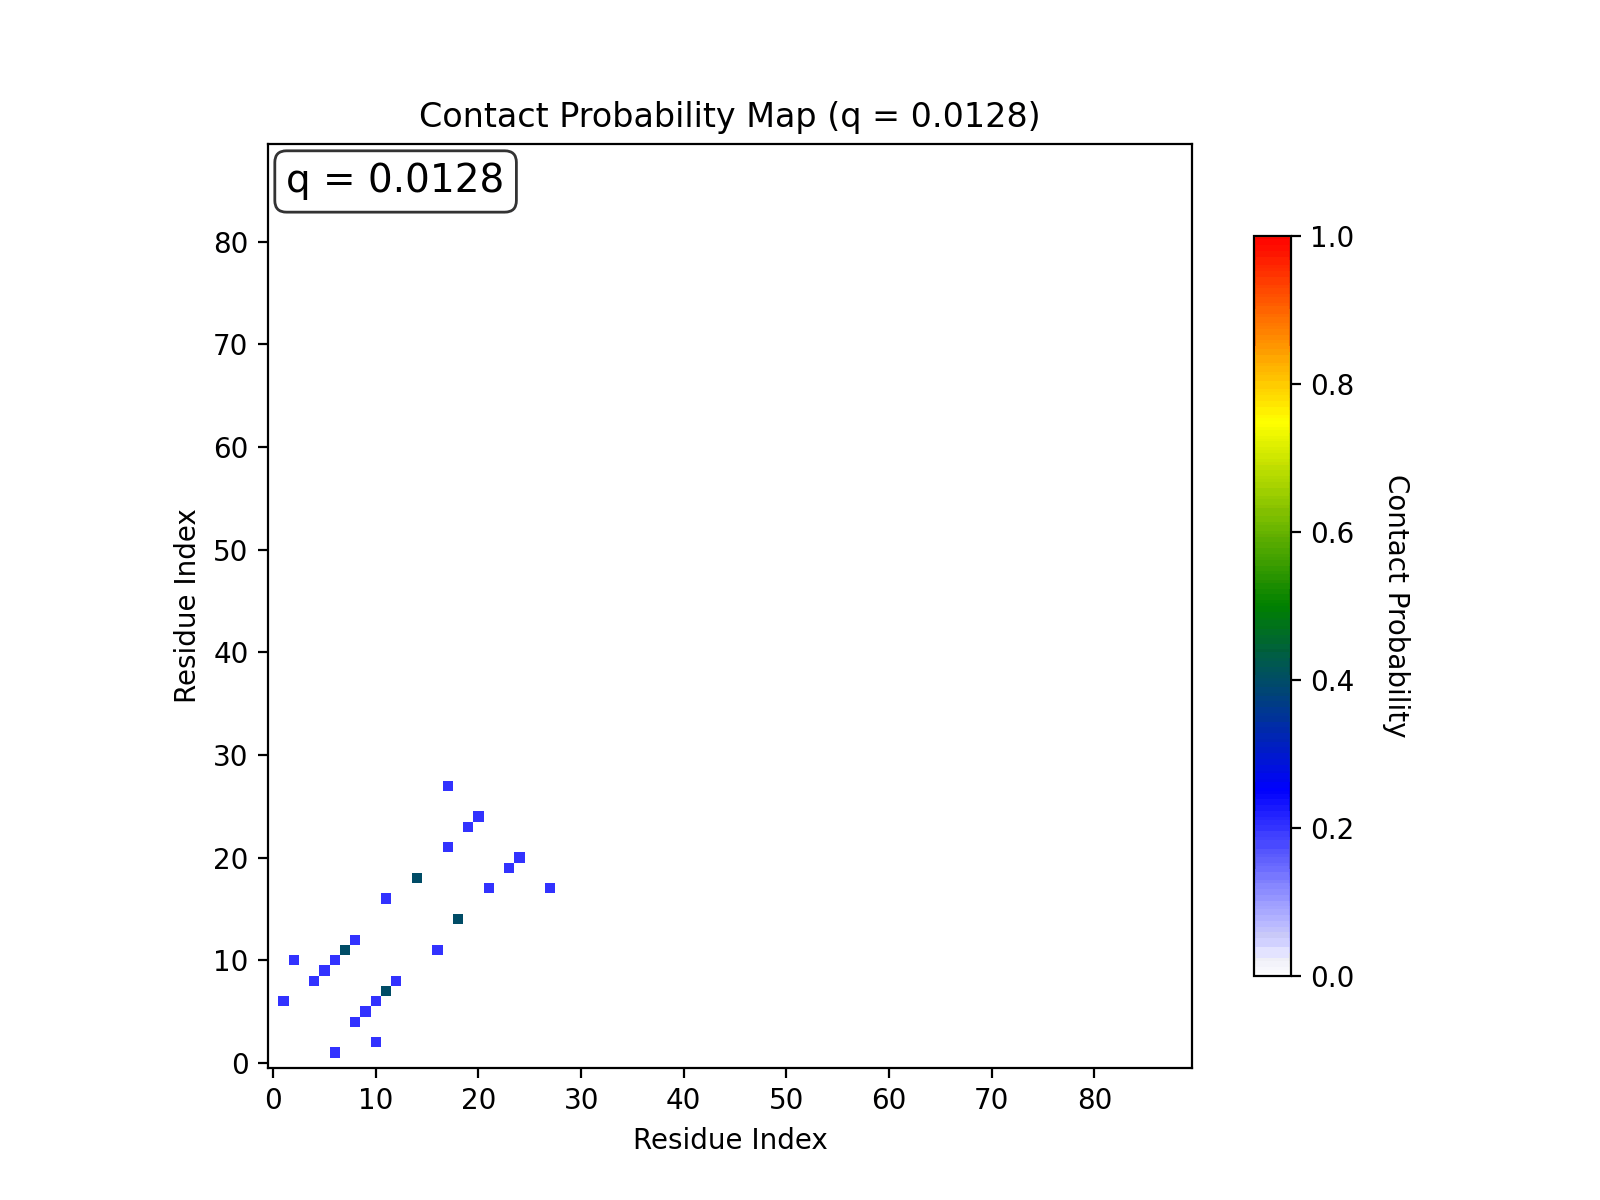 Contact Probability Map (q = 0.0128)
q = 0.0128
80
70
60
50
40
30
20
10
0
Residue Index
0 10 20 30 40 50 60 70 80
Residue Index
1.0
0.8
0.6
0.4
0.2
0.0
Contact Probability